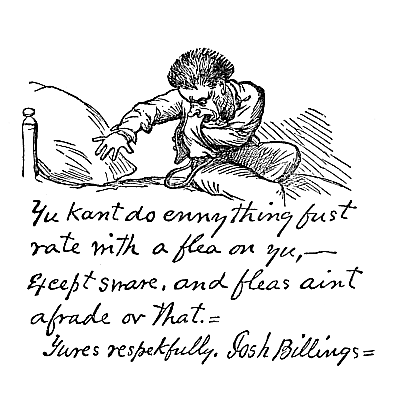 Yu kant do ennything fust
rate with a flea on yu,—
Except sware, and fleas aint
afrade or that.=
Yures respekfully. Josh Billings=